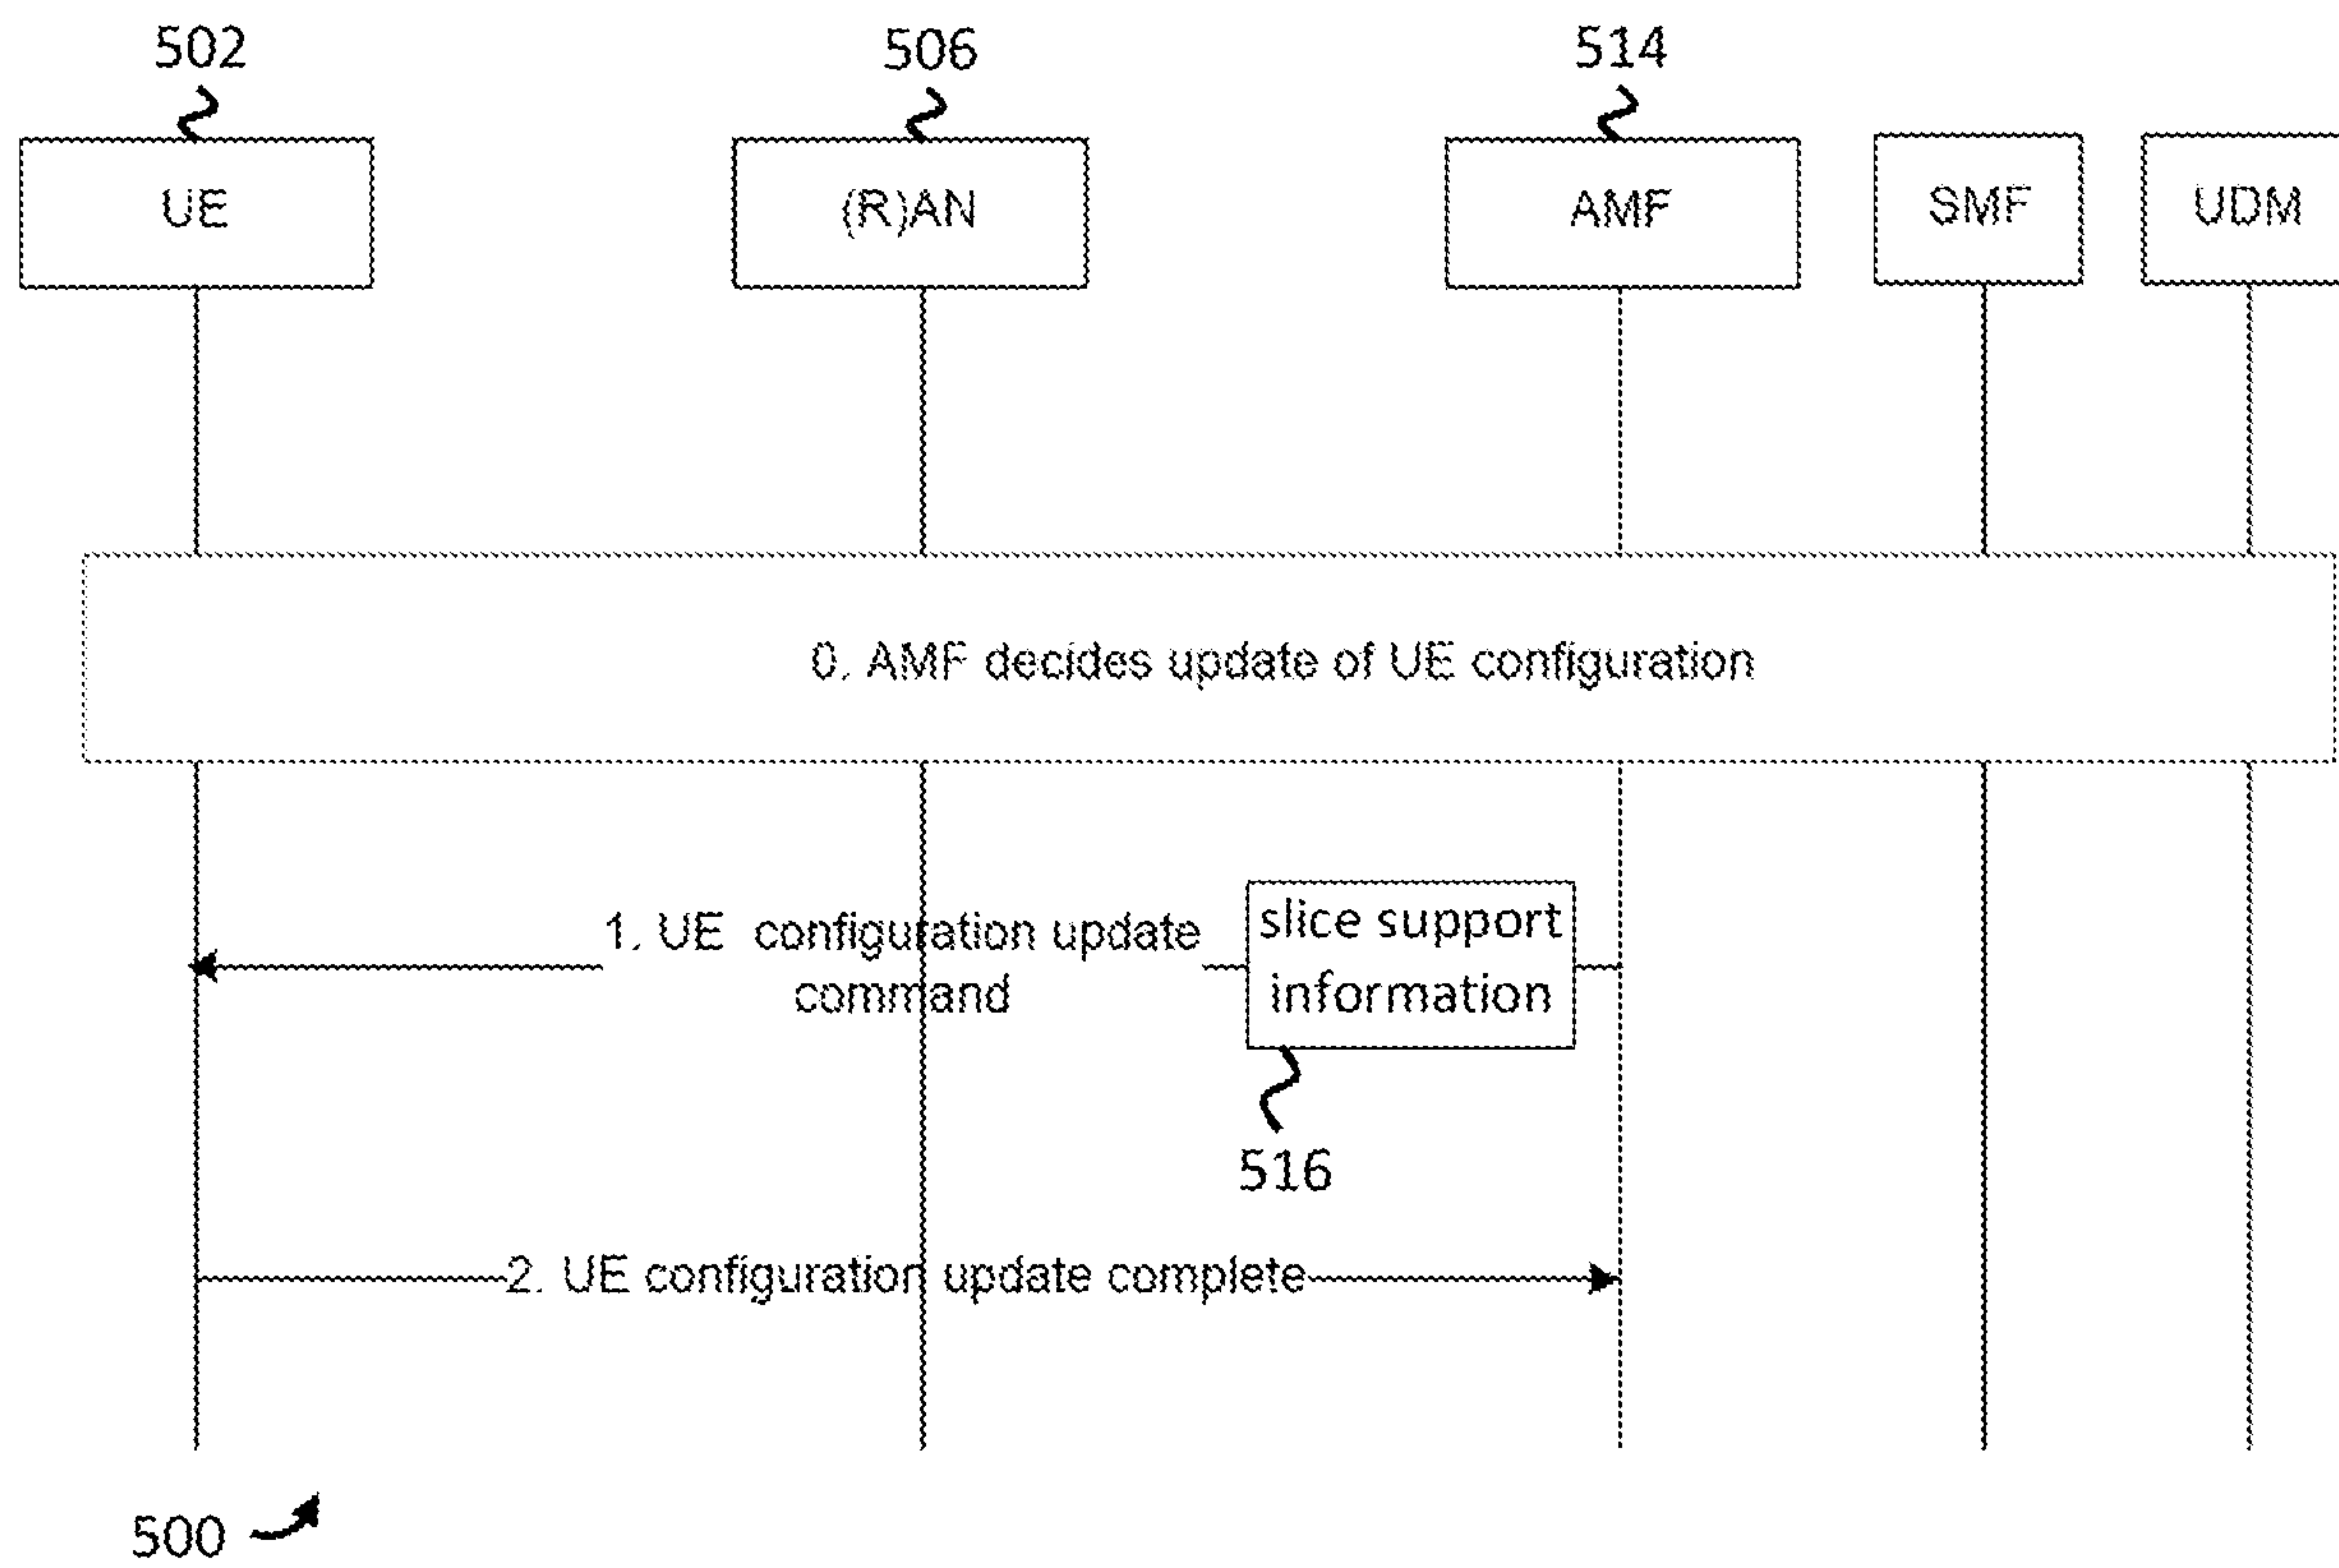 502
506
514
UE
(R)AN
AMF
SMF
UDM
0. AMF decides update of UE configuration
1. UE configuration update
command
slice support
information
516
2. UE configuration update complete
500